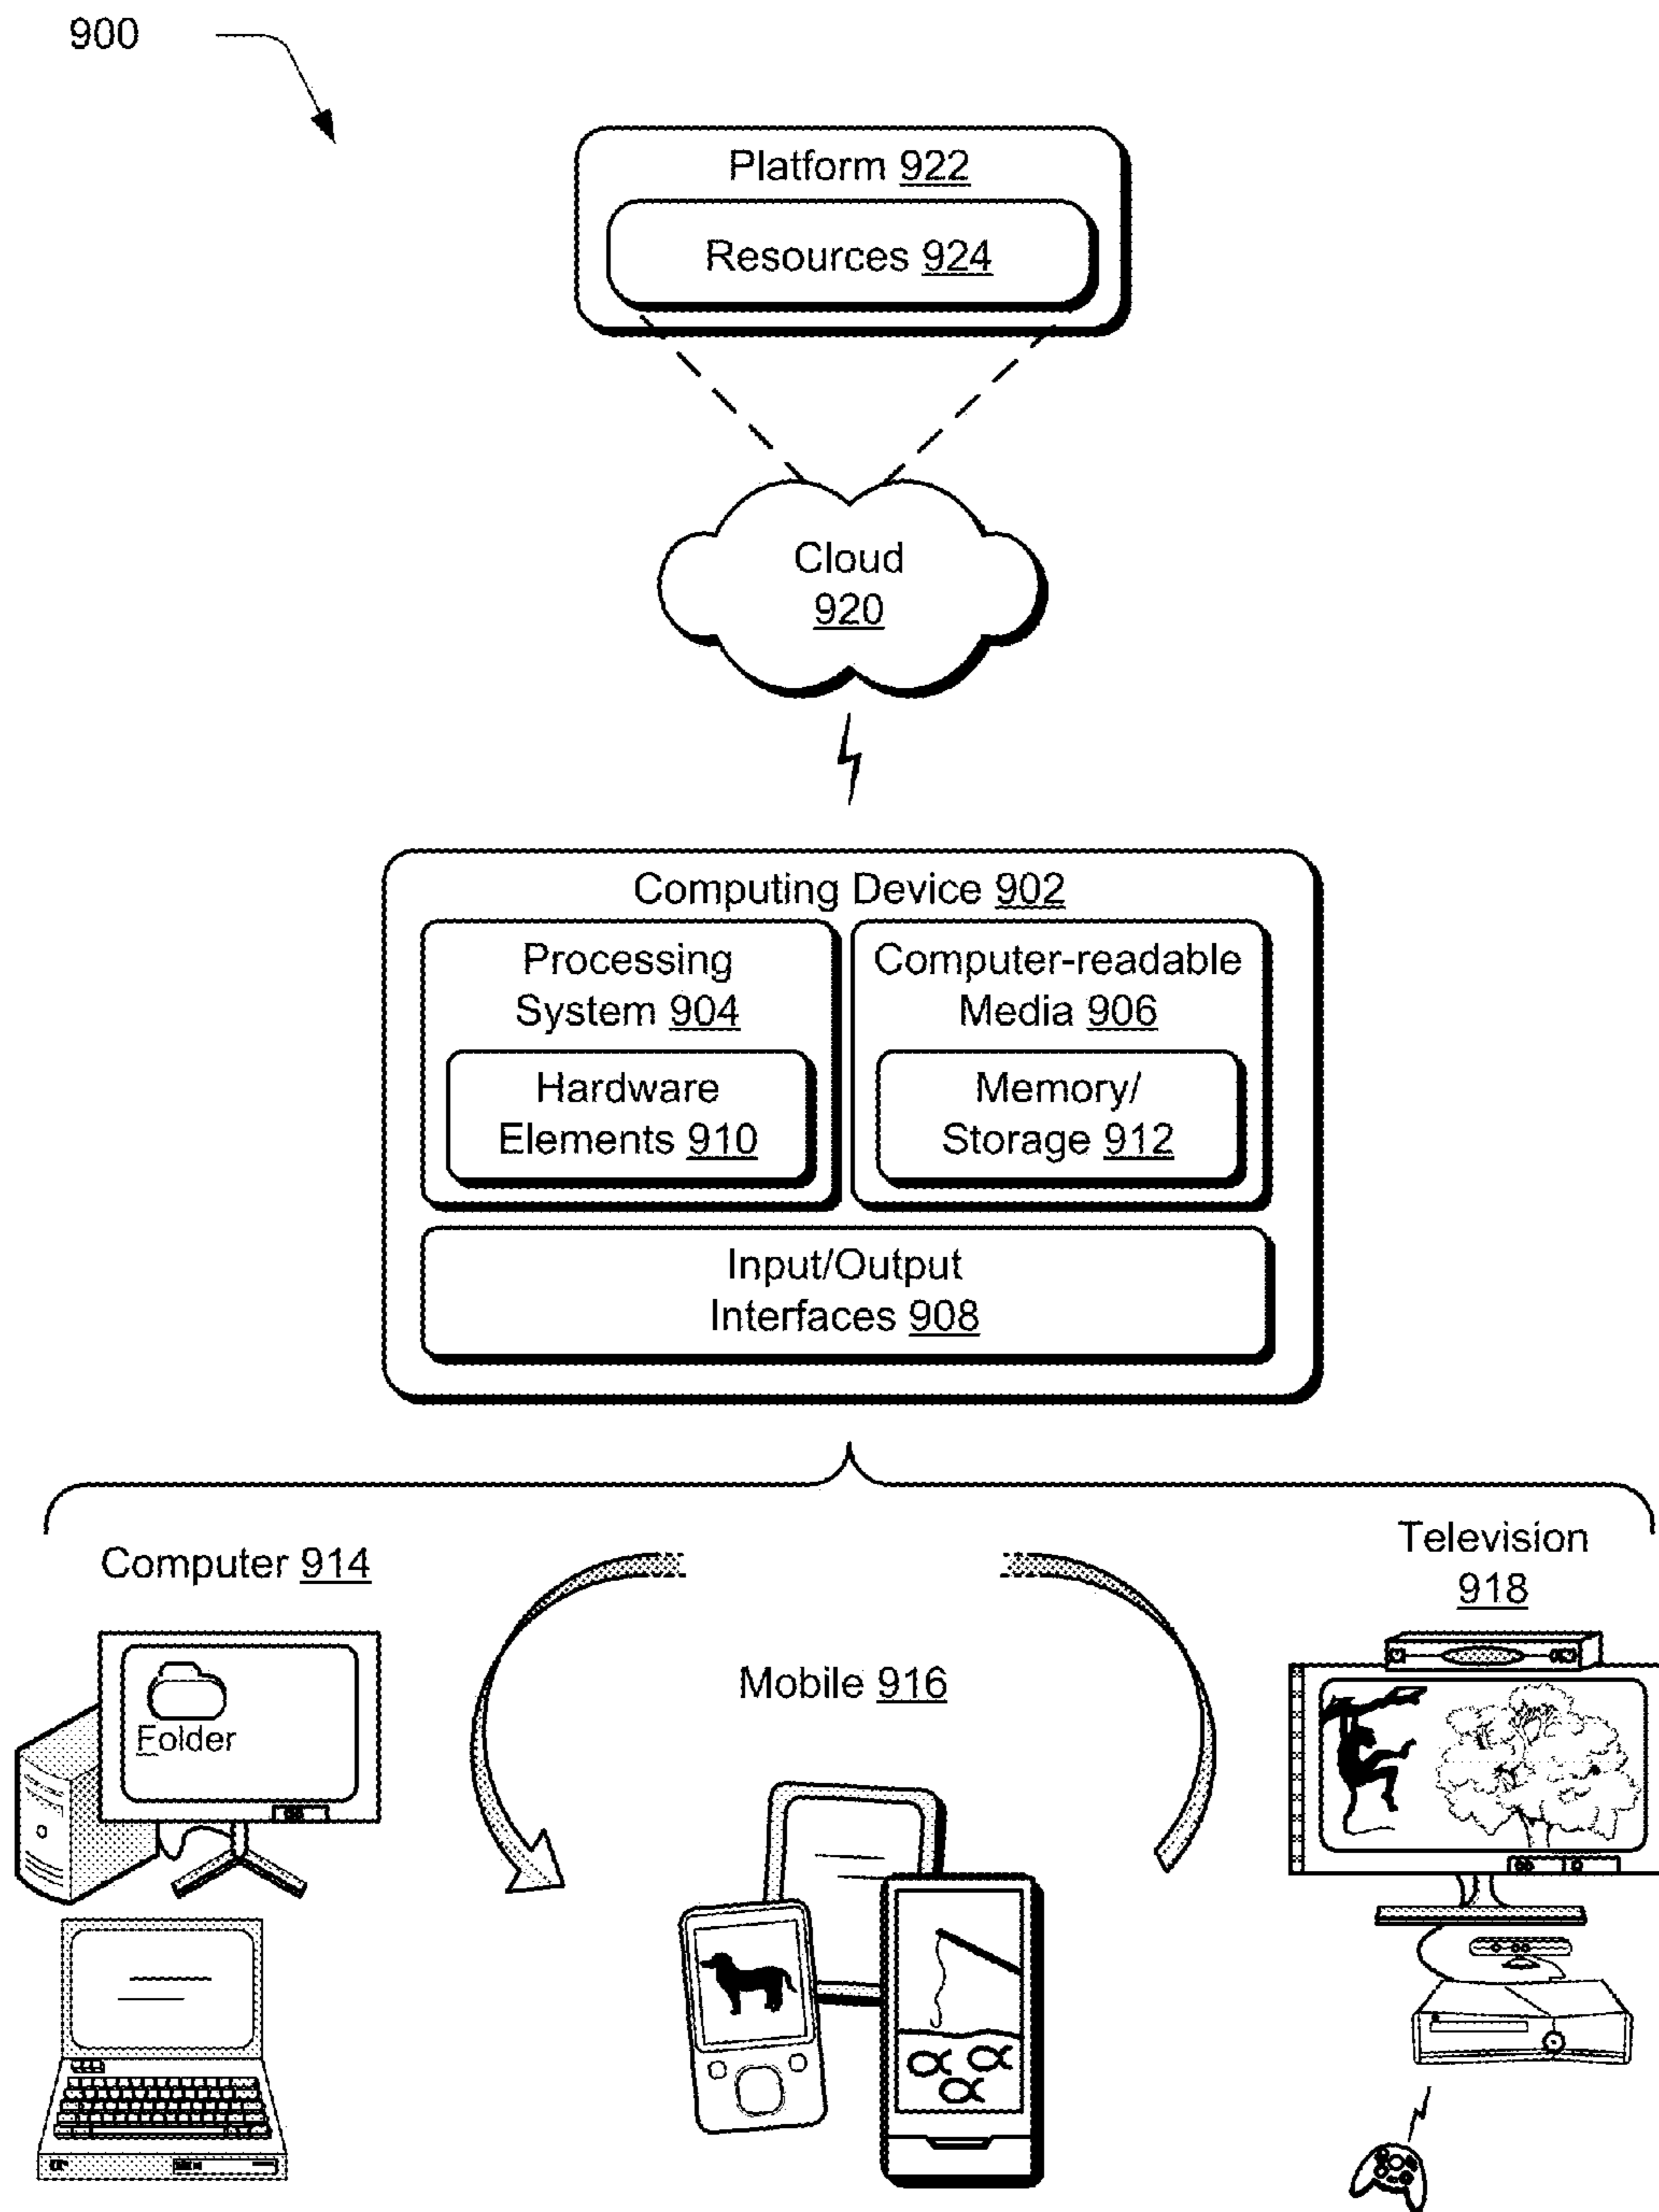 900
Platform 922
Resources 924
Cloud
920
Computing Device 902
Processing
System 904
Hardware
Elements 910
Computer-readable
Media 906
Memory/
Storage 912
Input/Output
Interfaces 908
Computer 914
Mobile 916
Television
918
Folder